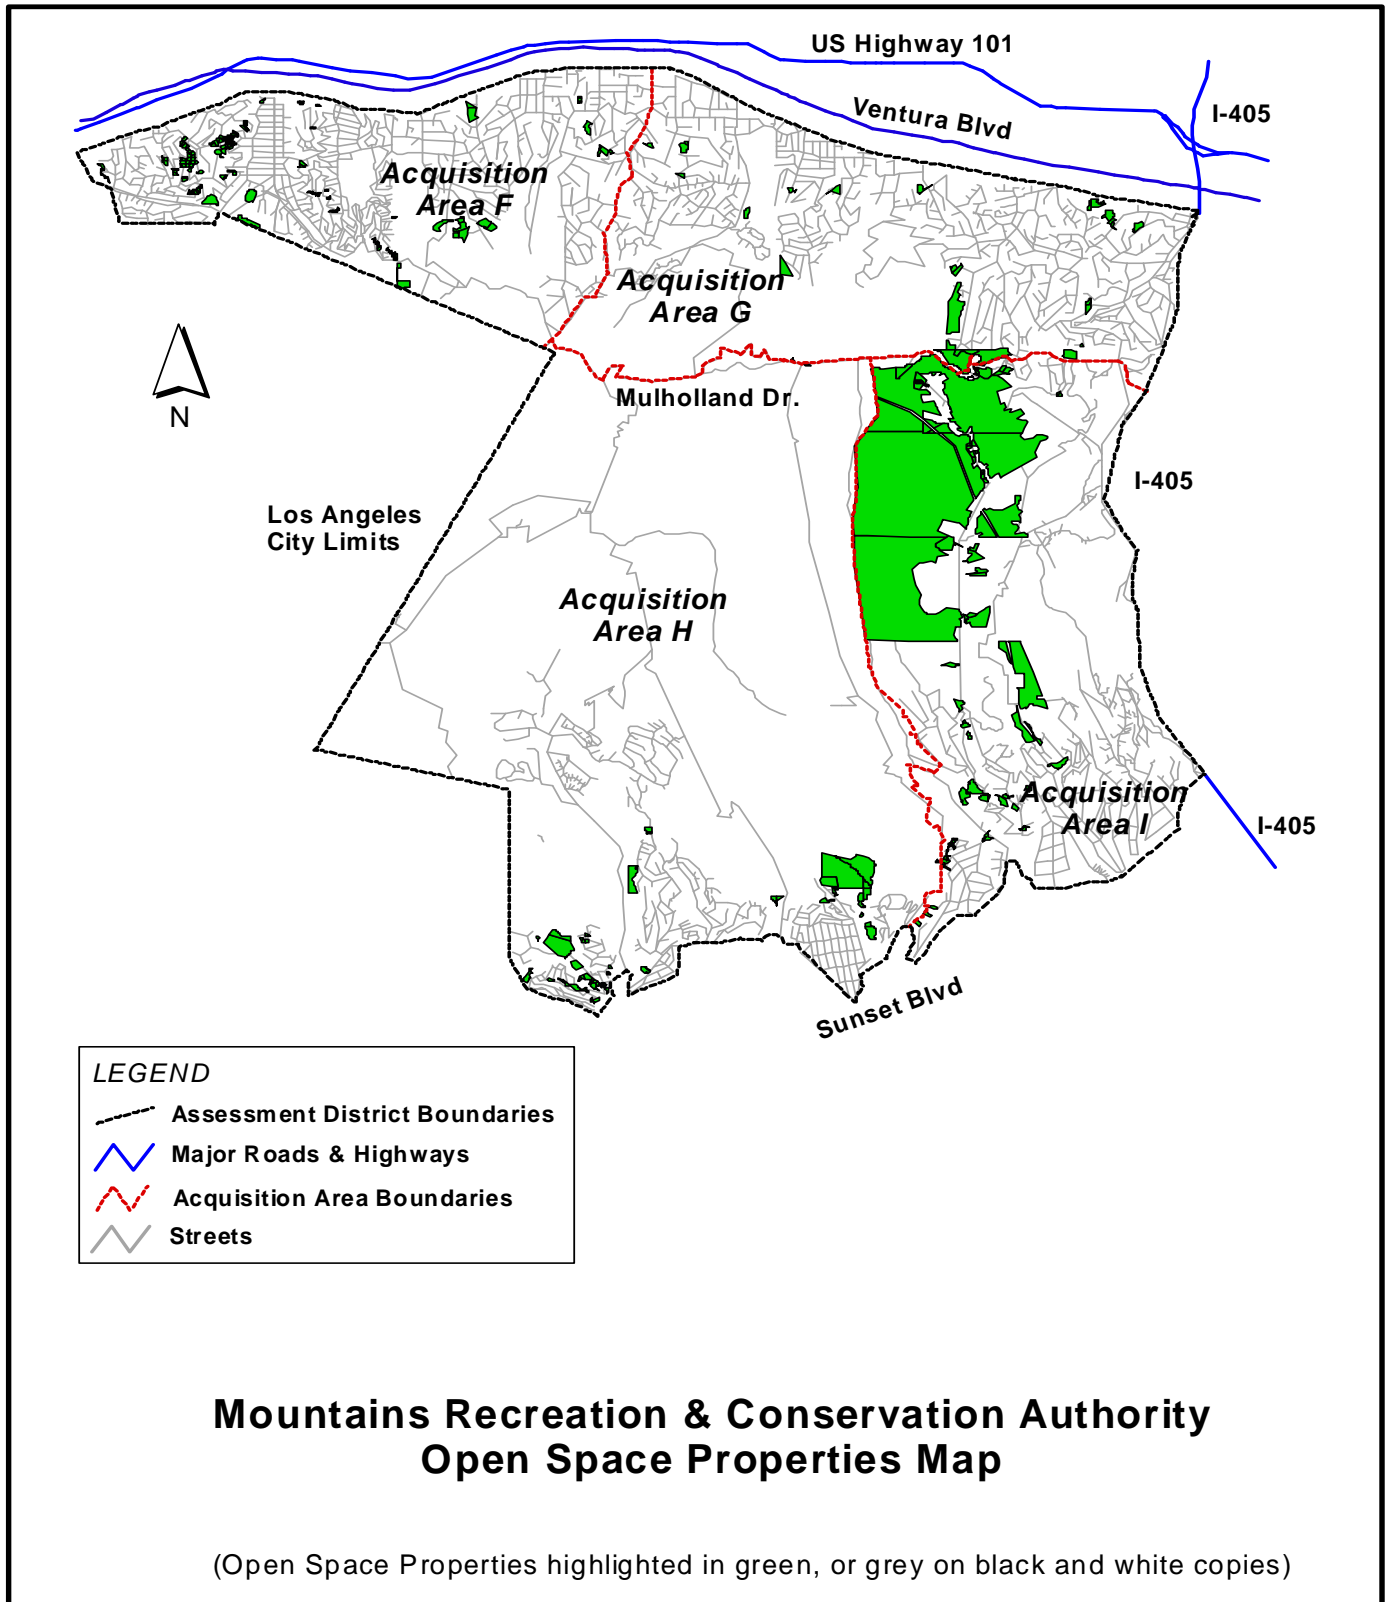 US Highway 101
Ventura Blvd
I-405
Acquisition
Area F
Acquisition
Area G
N
Mulholland Dr.
I-405
Los Angeles
City Limits
Acquisition
Area H
Acquisition
Area I
I-405
Sunset Blvd
LEGEND
Assessment District Boundaries
Major Roads & Highways
Acquisition Area Boundaries
Streets
Mountains Recreation & Conservation Authority
Open Space Properties Map
(Open Space Properties highlighted in green, or grey on black and white copies)